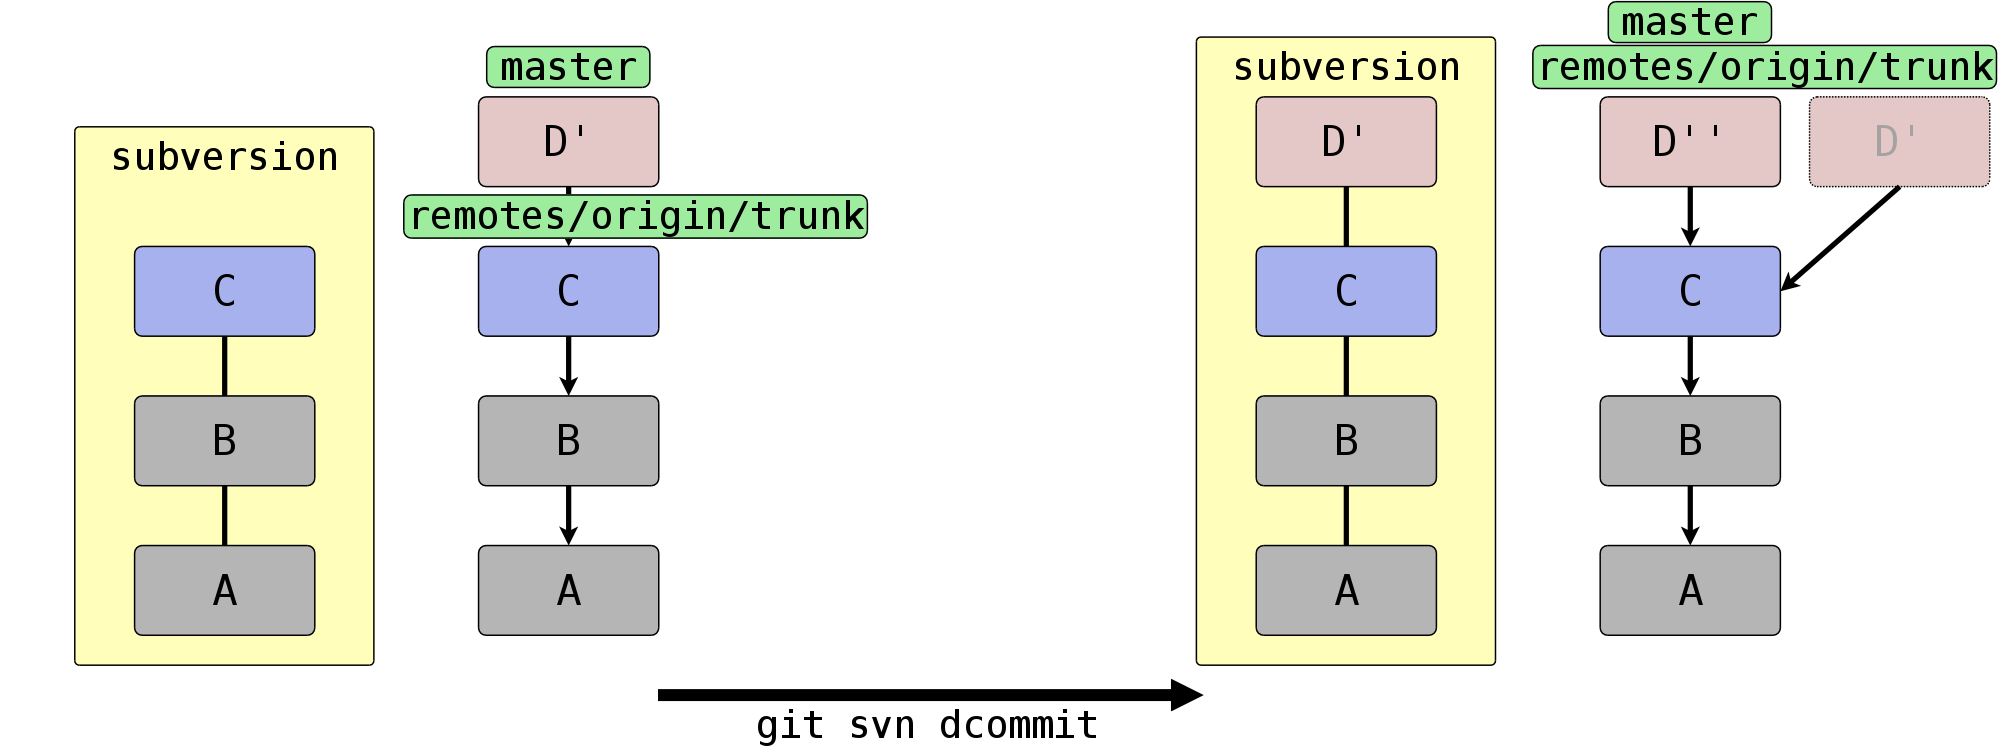 subversion
C
B
A
master
D'
remotes/origin/trunk
C
B
A
git svn dcommit
subversion
D'
C
B
A
master
remotes/origin/trunk
D''
D'
C
B
A